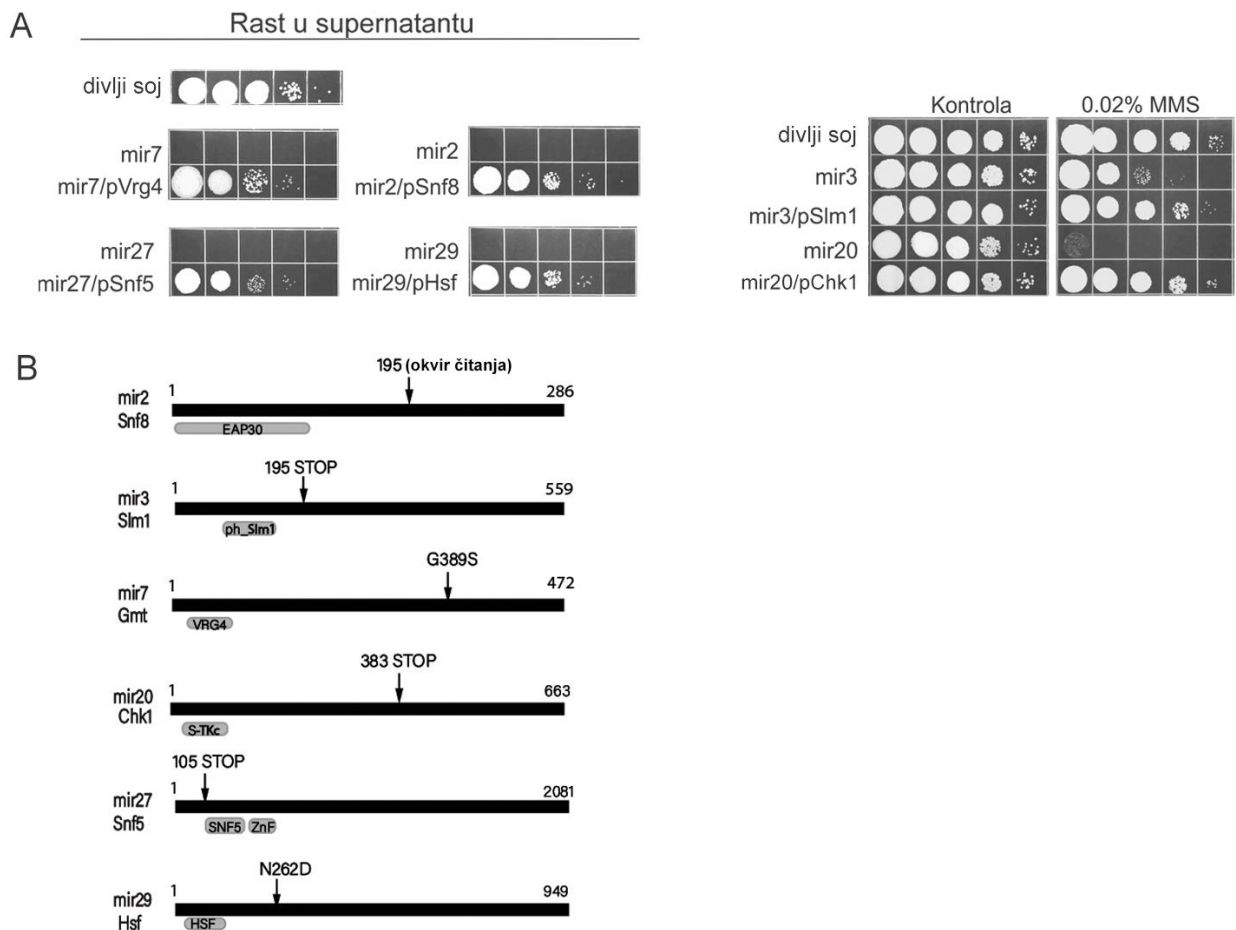 A
Rast u supernatantu
divlji soj
mir7
mir7/pVrg4
mir2
mir2/pSnf8
mir27
mir27/pSnf5
mir29
mir29/pHsf
Kontrola
0.02% MMS
divlji soj
mir3
mir3/pSlm1
mir20
mir20/pChk1
B
195 (okvir čitanja)
1
286
mir2
Snf8
EAP30
195 STOP
1
559
mir3
Slm1
ph_Slm1
G389S
1
472
mir7
Gmt
VRG4
383 STOP
1
663
mir20
Chk1
S-TKc
105 STOP
1
2081
mir27
Snf5
SNF5
ZnF
N262D
1
949
mir29
Hsf
HSF